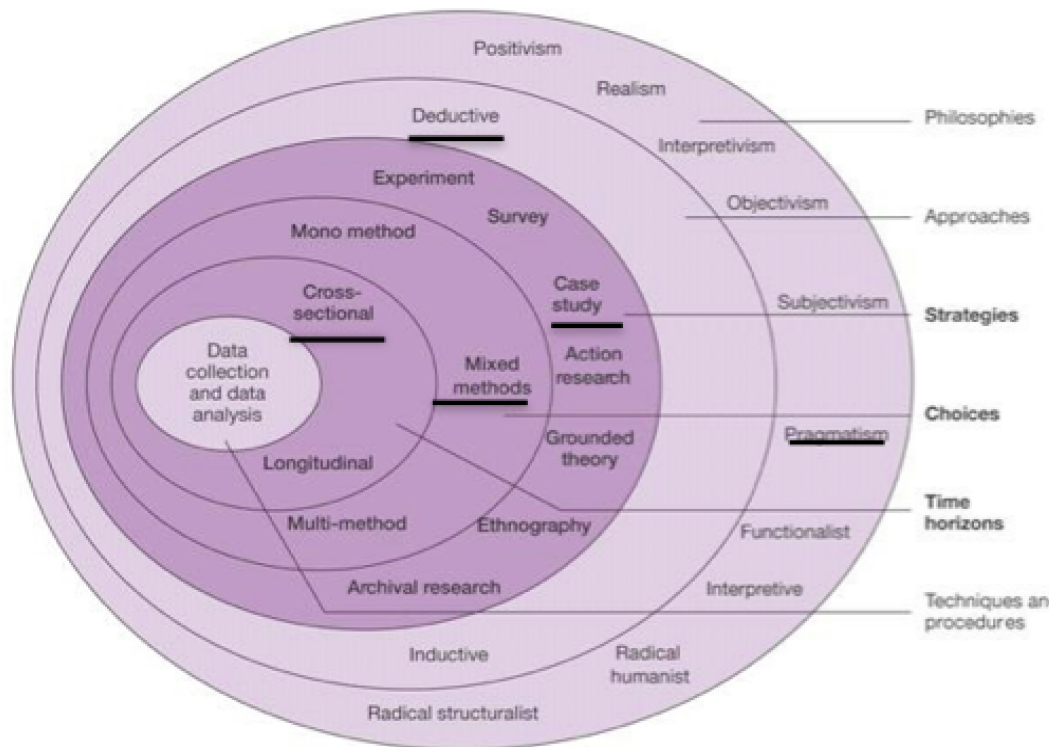 Positivism
Realism
Deductive
Philosophies
Interpretivism
Experiment
Objectivism
Survey
Approaches
Mono method
Case
study
Cross-
sectional
Subjectivism
Strategies
Data
collection
and data
analysis
Mixed
methods
Action
research
Choices
Pragmatism
Grounded
theory
Longitudinal
Time
horizons
Multi-method
Ethnography
Functionalist
Archival research
Interpretive
Techniques an
procedures
Inductive
Radical
humanist
Radical structuralist